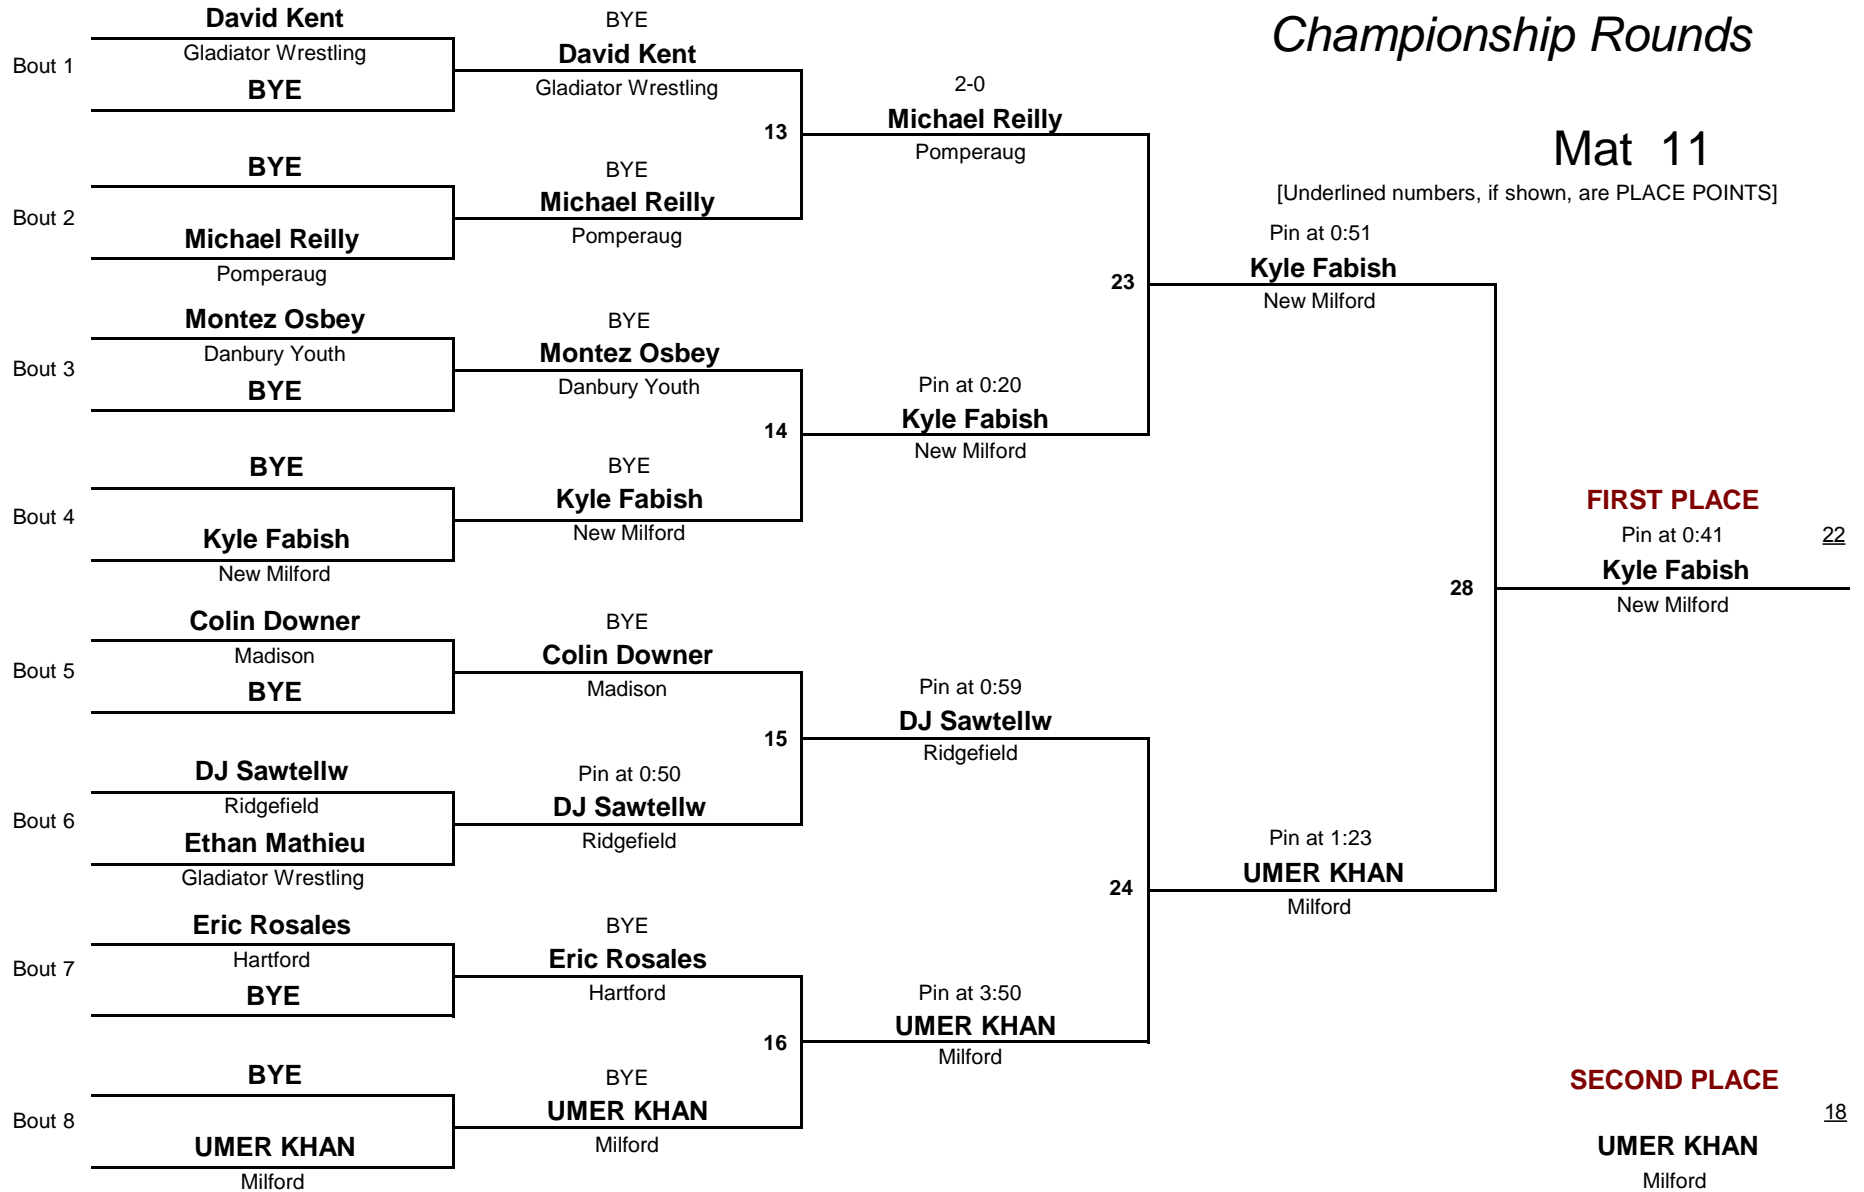 Championship Rounds
Mat 11
[Underlined numbers, if shown, are PLACE POINTS]
Bout 1
David Kent
Gladiator Wrestling
BYE
Bout 2
BYE
Michael Reilly
Pomperaug
Bout 3
Montez Osbey
Danbury Youth
BYE
Bout 4
BYE
Kyle Fabish
New Milford
Bout 5
Colin Downer
Madison
BYE
Bout 6
DJ Sawtellw
Ridgefield
Ethan Mathieu
Gladiator Wrestling
Bout 7
Eric Rosales
Hartford
BYE
Bout 8
BYE
UMER KHAN
Milford
BYE
David Kent
Gladiator Wrestling
13
BYE
Michael Reilly
Pomperaug
BYE
Montez Osbey
Danbury Youth
14
BYE
Kyle Fabish
New Milford
BYE
Colin Downer
Madison
15
Pin at 0:50
DJ Sawtellw
Ridgefield
BYE
Eric Rosales
Hartford
16
BYE
UMER KHAN
Milford
2-0
Michael Reilly
Pomperaug
23
Pin at 0:20
Kyle Fabish
New Milford
Pin at 0:59
DJ Sawtellw
Ridgefield
24
Pin at 3:50
UMER KHAN
Milford
Pin at 0:51
Kyle Fabish
New Milford
28
Pin at 1:23
UMER KHAN
Milford
FIRST PLACE
Pin at 0:41 22
Kyle Fabish
New Milford
SECOND PLACE
18
UMER KHAN
Milford